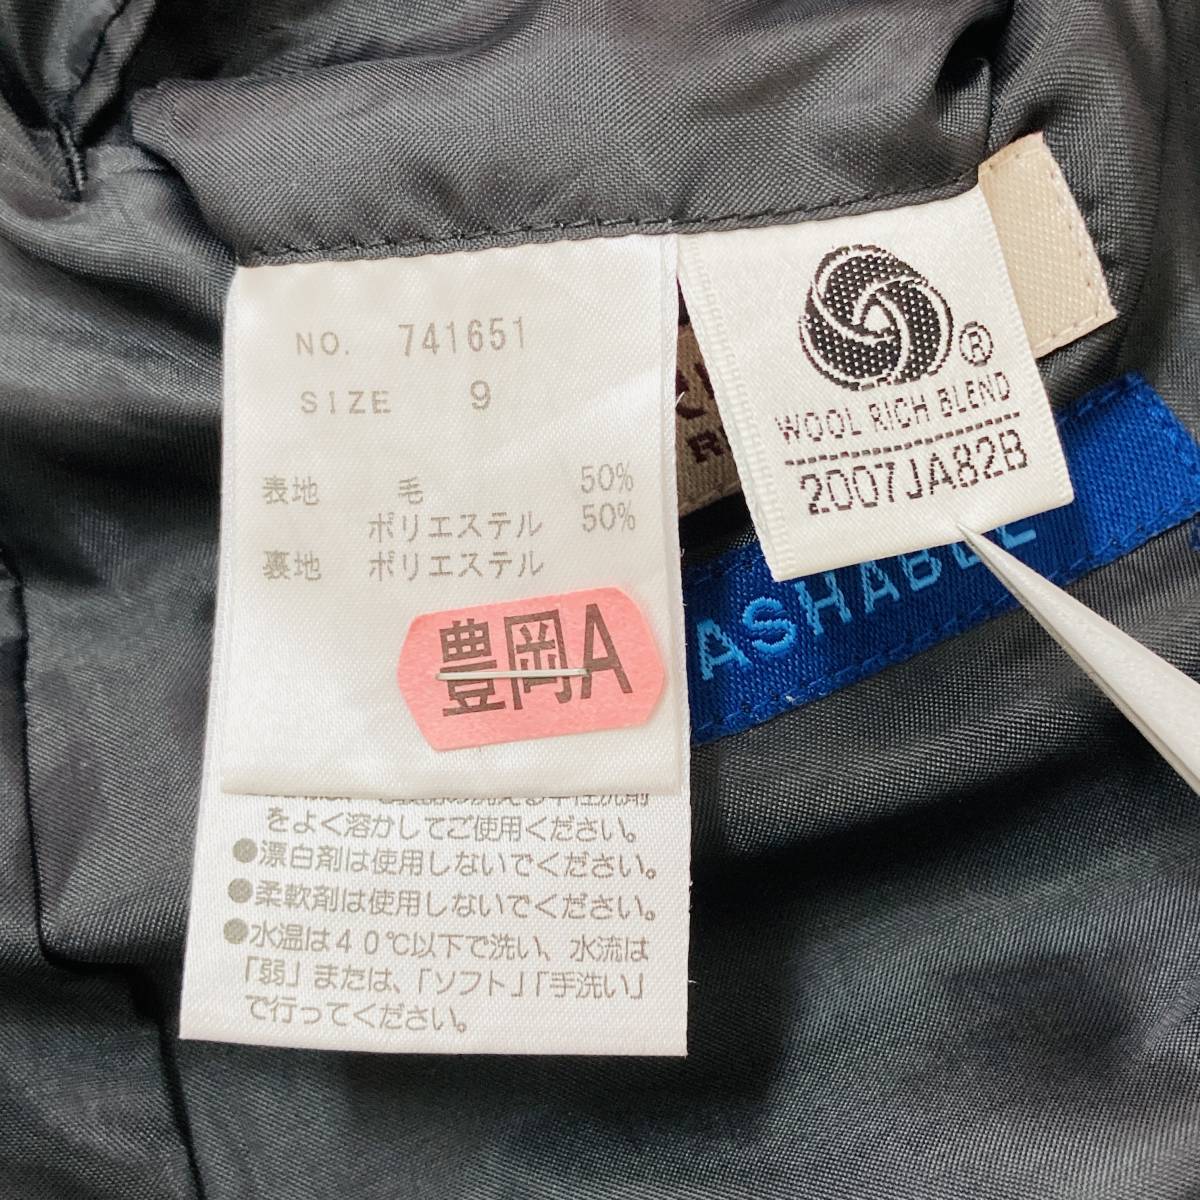 NO. 741651
SIZE 9
表地 毛 50%
ポリエステル 50%
裏地 ポリエステル
豊岡A
をよく溶かしてご使用ください。
●漂白剤は使用しないでください。
●柔軟剤は使用しないでください。
●水温は40℃以下で洗い、水流は
「弱」または、「ソフト」「手洗い」
で行ってください。
®
WOOL RICH BLEND
2007JA82B
ASHABLE